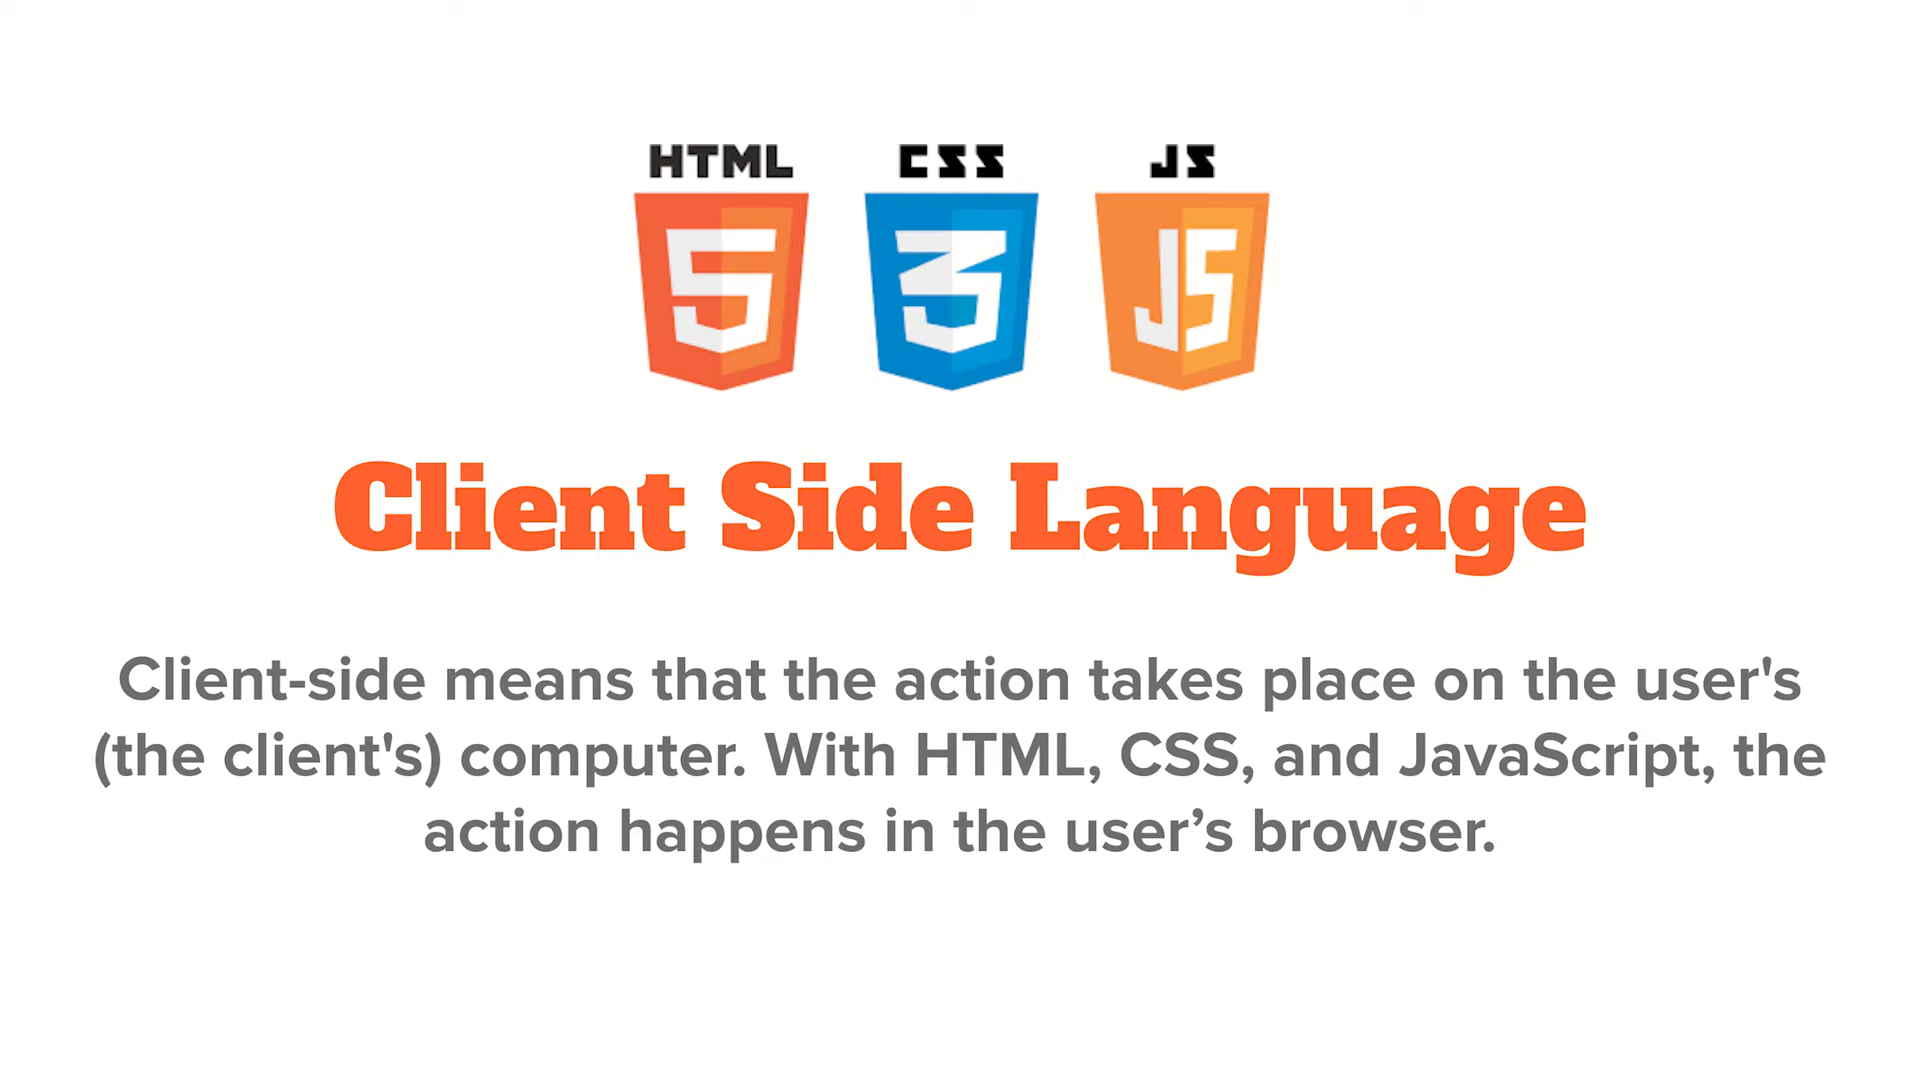 HTML CSS JS
5 3 JS
Client Side Language
Client-side means that the action takes place on the user's
(the client's) computer. With HTML, CSS, and JavaScript, the
action happens in the user’s browser.